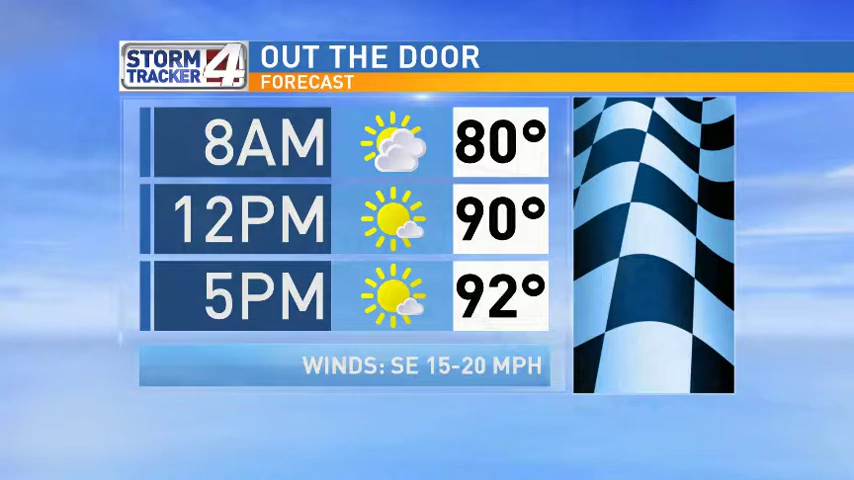 STORM
TRACKER 4
OUT THE DOOR
FORECAST
8AM 80°
12PM 90°
5PM 92°
WINDS: SE 15-20 MPH